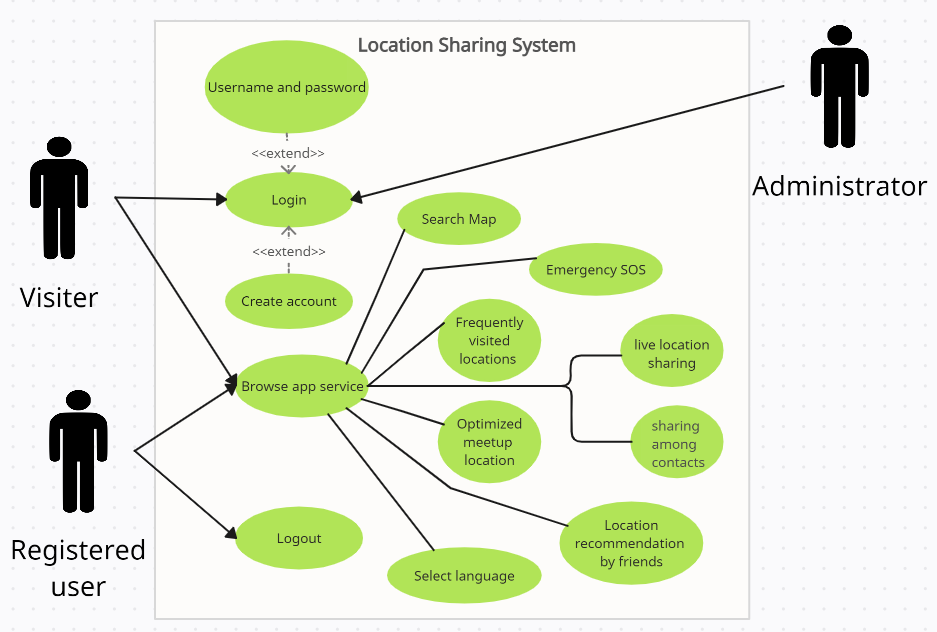 Location Sharing System
Username and password
<<extend>>
Login
<<extend>>
Create account
Search Map
Emergency SOS
Frequently
visited
locations
live location
sharing
Browse app service
Optimized
meetup
location
sharing
among
contacts
Location
recommendation
by friends
Logout
Select language
Visiter
Registered
user
Administrator